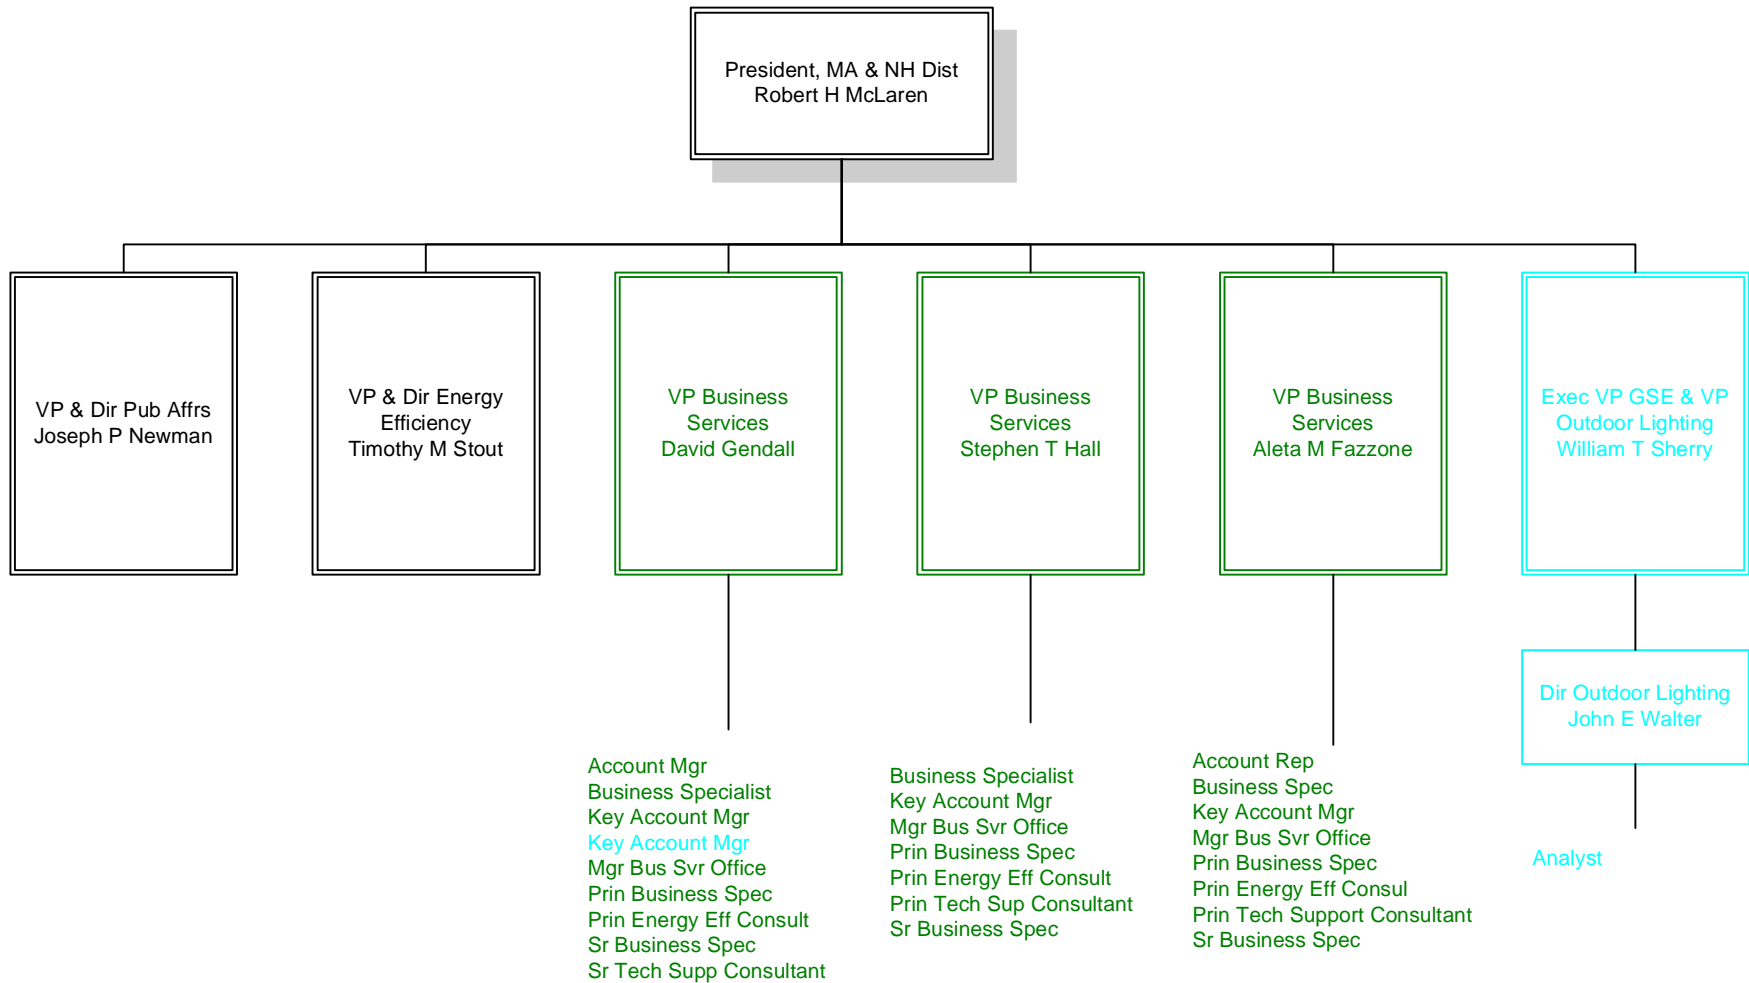 President, MA & NH Dist
Robert H McLaren
VP & Dir Pub Affrs
Joseph P Newman
VP & Dir Energy
Efficiency
Timothy M Stout
VP Business
Services
David Gendall
VP Business
Services
Stephen T Hall
VP Business
Services
Aleta M Fazzone
Exec VP GSE & VP
Outdoor Lighting
William T Sherry
Dir Outdoor Lighting
John E Walter
Account Mgr
Business Specialist
Key Account Mgr
Key Account Mgr
Mgr Bus Svr Office
Prin Business Spec
Prin Energy Eff Consult
Sr Business Spec
Sr Tech Supp Consultant
Business Specialist
Key Account Mgr
Mgr Bus Svr Office
Prin Business Spec
Prin Energy Eff Consult
Prin Tech Sup Consultant
Sr Business Spec
Account Rep
Business Spec
Key Account Mgr
Mgr Bus Svr Office
Prin Business Spec
Prin Energy Eff Consul
Prin Tech Support Consultant
Sr Business Spec
Analyst